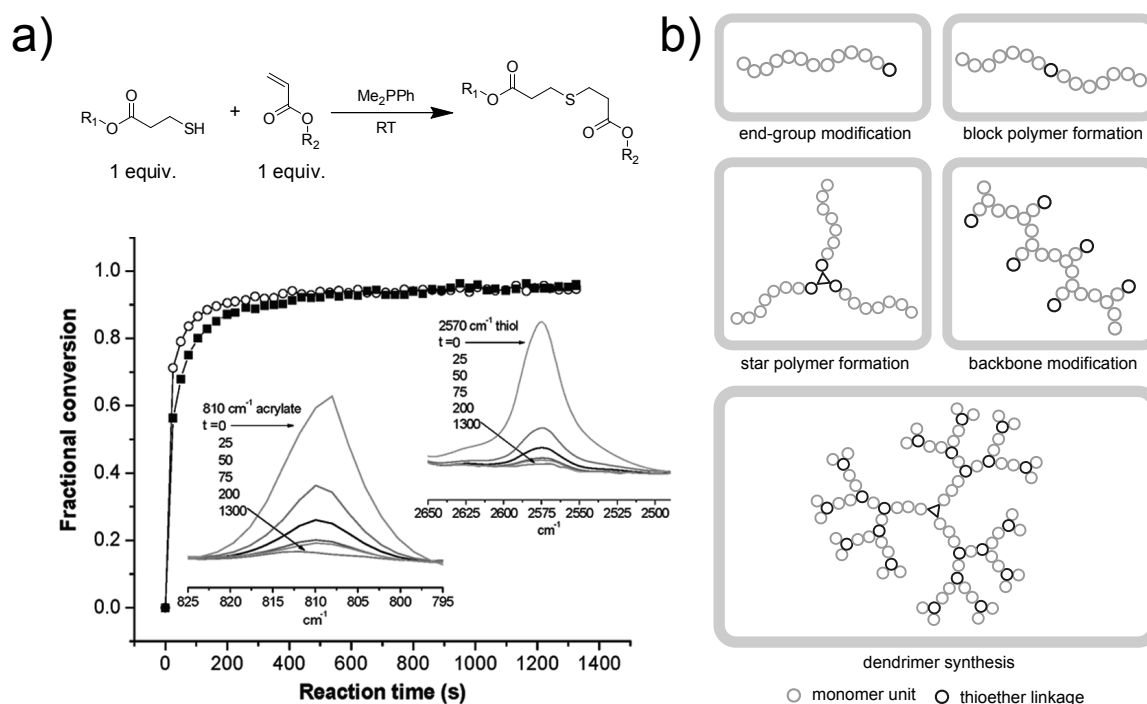 a)
R₁
O
O
SH
1 equiv.
+
O
O
R₂
1 equiv.
Me₂PPh
RT
R₁
O
O
S
O
O
R₂
Fractional conversion
1.0
0.8
0.6
0.4
0.2
0.0
810 cm⁻¹ acrylate
t =0
25
50
75
200
1300
825 820 815 810 805 800 795
cm⁻¹
2570 cm⁻¹ thiol
t=0
25
50
75
200
1300
2650 2625 2600 2575 2550 2525 2500
cm⁻¹
0 200 400 600 800 1000 1200 1400
Reaction time (s)
b)
end-group modification
block polymer formation
star polymer formation
backbone modification
dendrimer synthesis
monomer unit thioether linkage